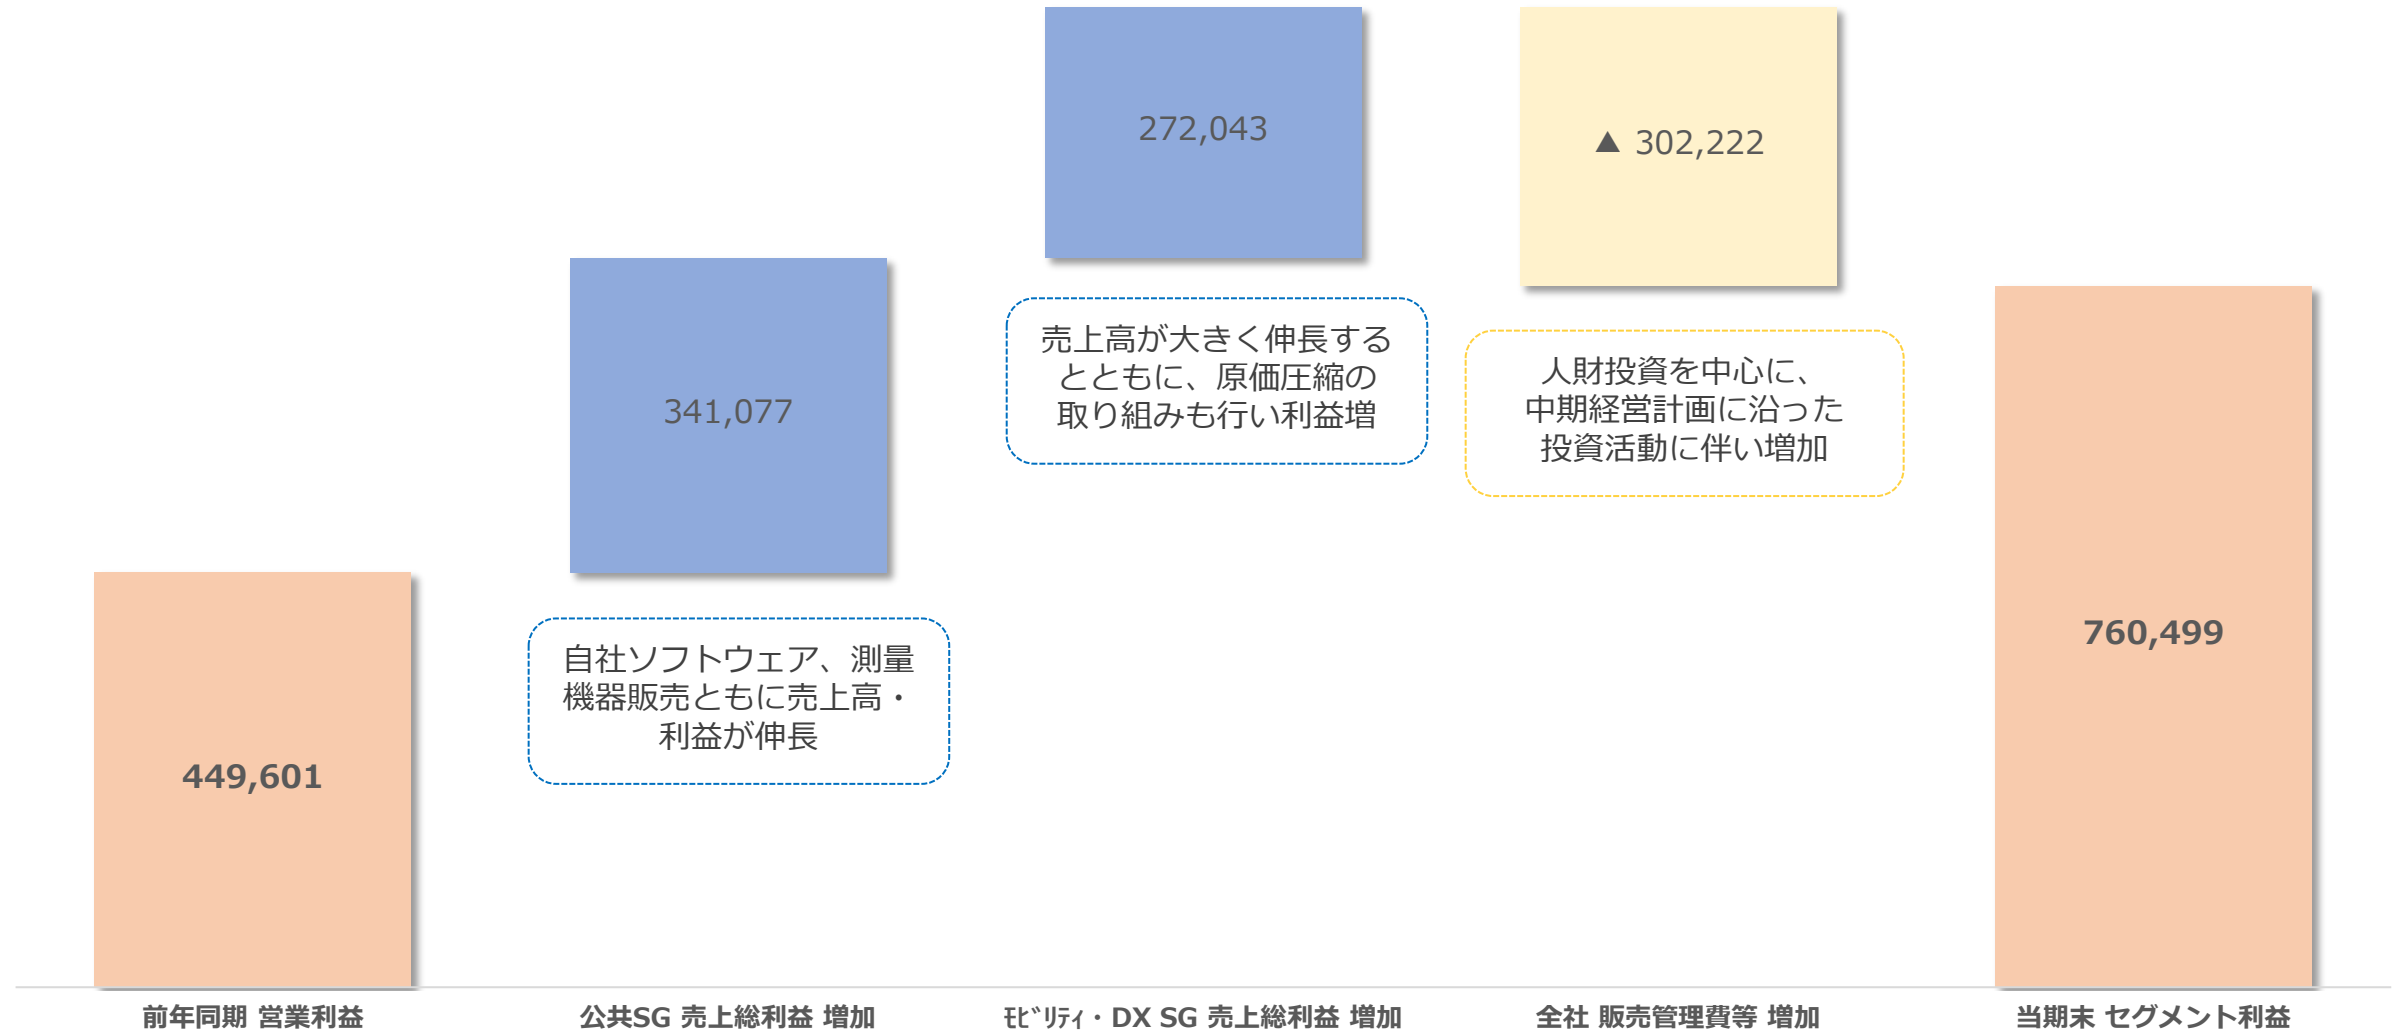 272,043
▲ 302,222
売上高が大きく伸長する
とともに、原価圧縮の
取り組みも行い利益増
人財投資を中心に、
中期経営計画に沿った
投資活動に伴い増加
341,077
自社ソフトウェア、測量
機器販売ともに売上高・
利益が伸長
449,601
760,499
前年同期 営業利益
公共SG 売上総利益 増加
ﾓﾋﾞﾘﾃｨ・DX SG 売上総利益 増加
全社 販売管理費等 増加
当期末 セグメント利益